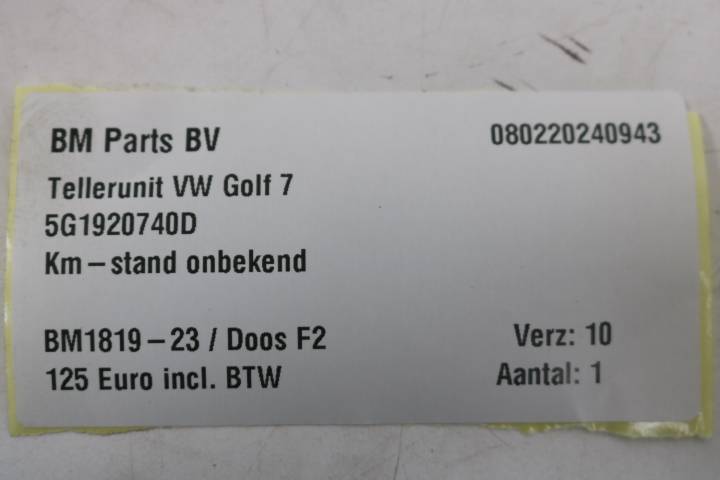 BM Parts BV 080220240943
Tellerunit VW Golf 7
5G1920740D
Km-stand onbekend
BM1819-23 / Doos F2 Verz: 10
125 Euro incl. BTW Aantal: 1